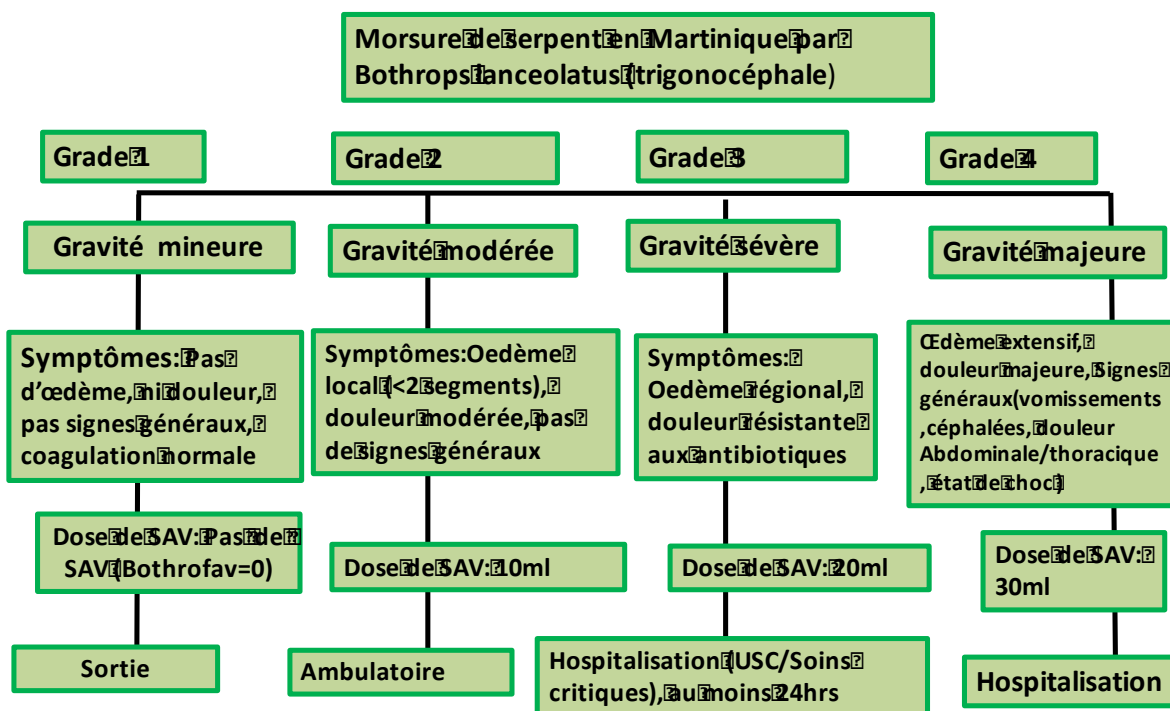 Morsure de serpent en Martinique par
Bothrops lanceolatus (trigonocéphale)
Grade 1
Grade 2
Grade 3
Grade 4
Gravité mineure
Gravité modérée
Gravité sévère
Gravité majeure
Symptômes: Pas
d'œdème, ni douleur,
pas signes généraux,
coagulation normale
Symptômes:Oedème
local (<2 segments),
douleur modérée, pas
de signes généraux
Symptômes:
Oedème régional,
douleur résistante
aux antibiotiques
Œdème extensif,
douleur majeure, Signes
généraux(vomissements
,céphalées, douleur
Abdominale/thoracique
, état de choc )
Dose de SAV: Pas de
SAV (Bothrofav=0)
Dose de SAV: 10ml
Dose de SAV: 20ml
Dose de SAV:
30ml
Sortie
Ambulatoire
Hospitalisation (USC/Soins
critiques), au moins 24hrs
Hospitalisation